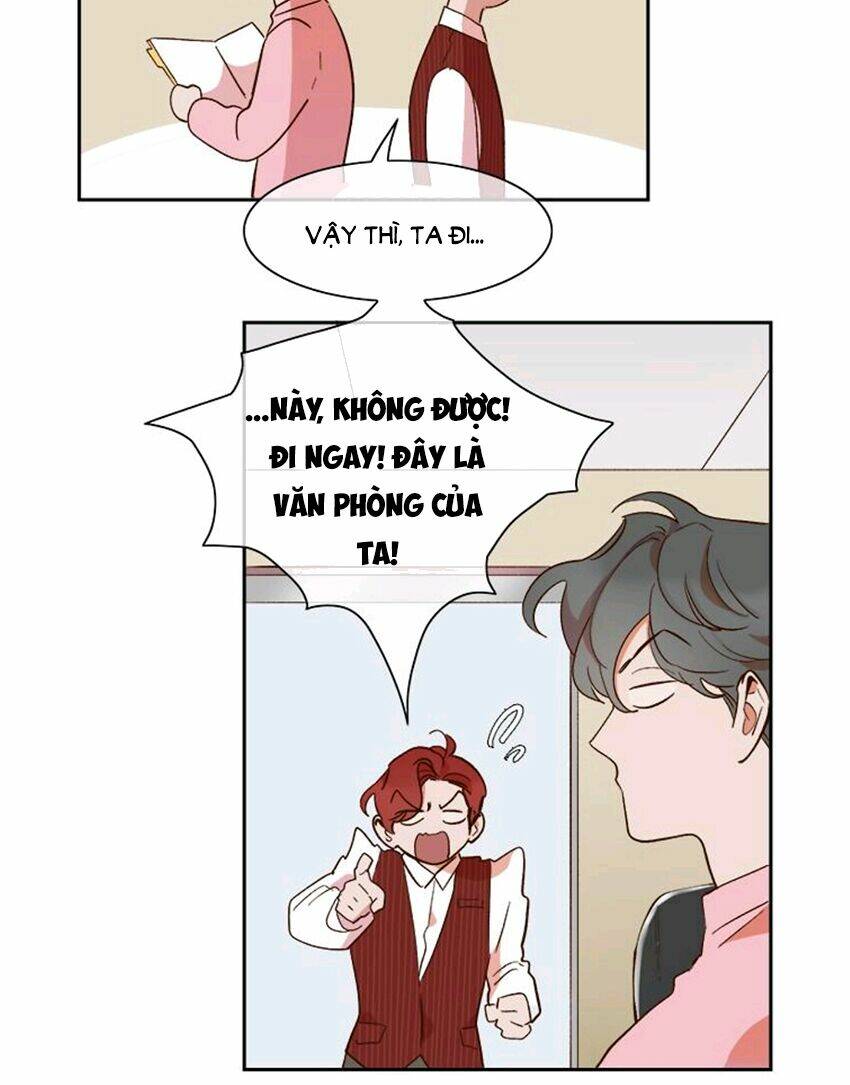 VẬY THÌ, TA ĐI...
...NÀY, KHÔNG ĐƯỢC!
ĐI NGAY! ĐÂY LÀ
VĂN PHÒNG CỦA
TA!